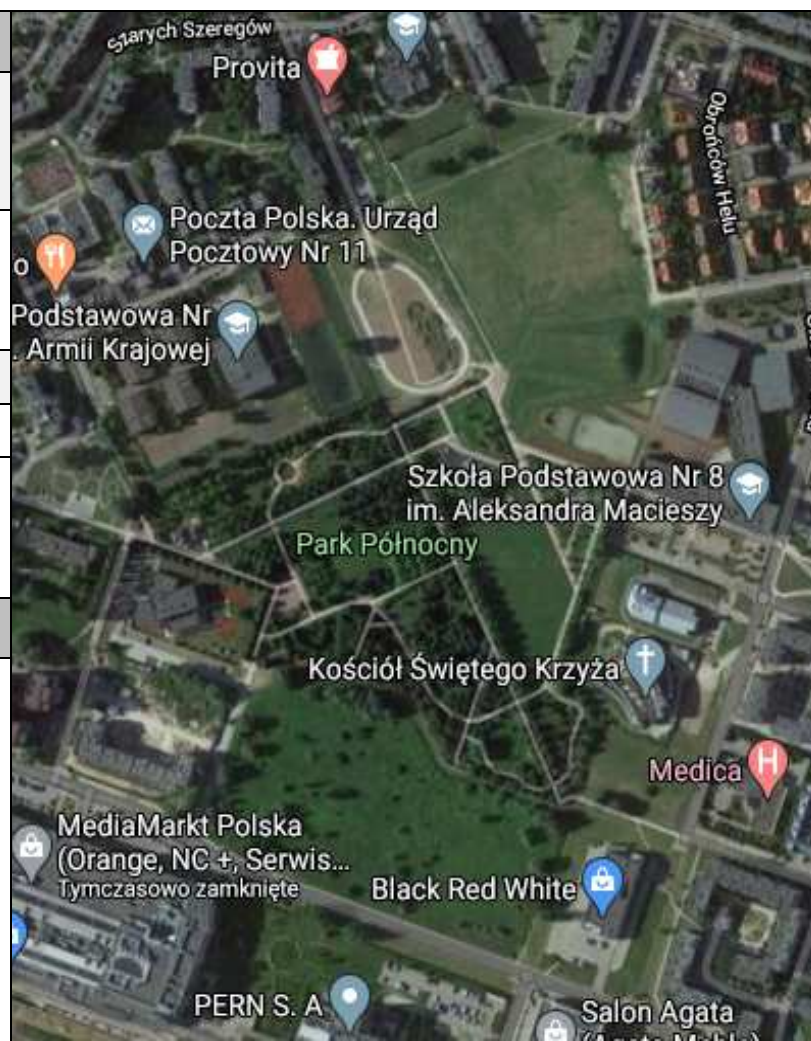 Starych Szeregów
Provita
Obrońców Helu
Poczta Polska. Urząd
Pocztowy Nr 11
o
Podstawowa Nr
. Armii Krajowej
Szkoła Podstawowa Nr 8
im. Aleksandra Macieszy
Park Północny
Kościół Świętego Krzyża
Medica
MediaMarkt Polska
(Orange, NC +, Serwis...
Tymczasowo zamknięte
Black Red White
PERN S. A
Salon Agata
(Agata Meble)